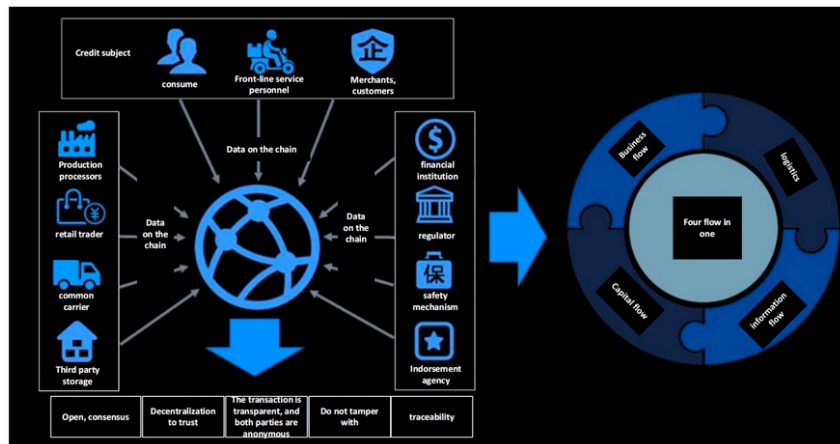 Credit subject
consume
Front-line service
personnel
企
Merchants,
customers
Data on the chain
Production
processors
retail trader
¥
common
carrier
Third party
storage
Data
on the
chain
Data
on the
chain
$
financial
institution
regulator
保
safety
mechanism
Indorsement
agency
Open, consensus
Decentralization
to trust
The transaction is
transparent, and
both parties are
anonymous
Do not tamper
with
traceability
Business
flow
logistics
Four flow in
one
Capital flow
information
flow